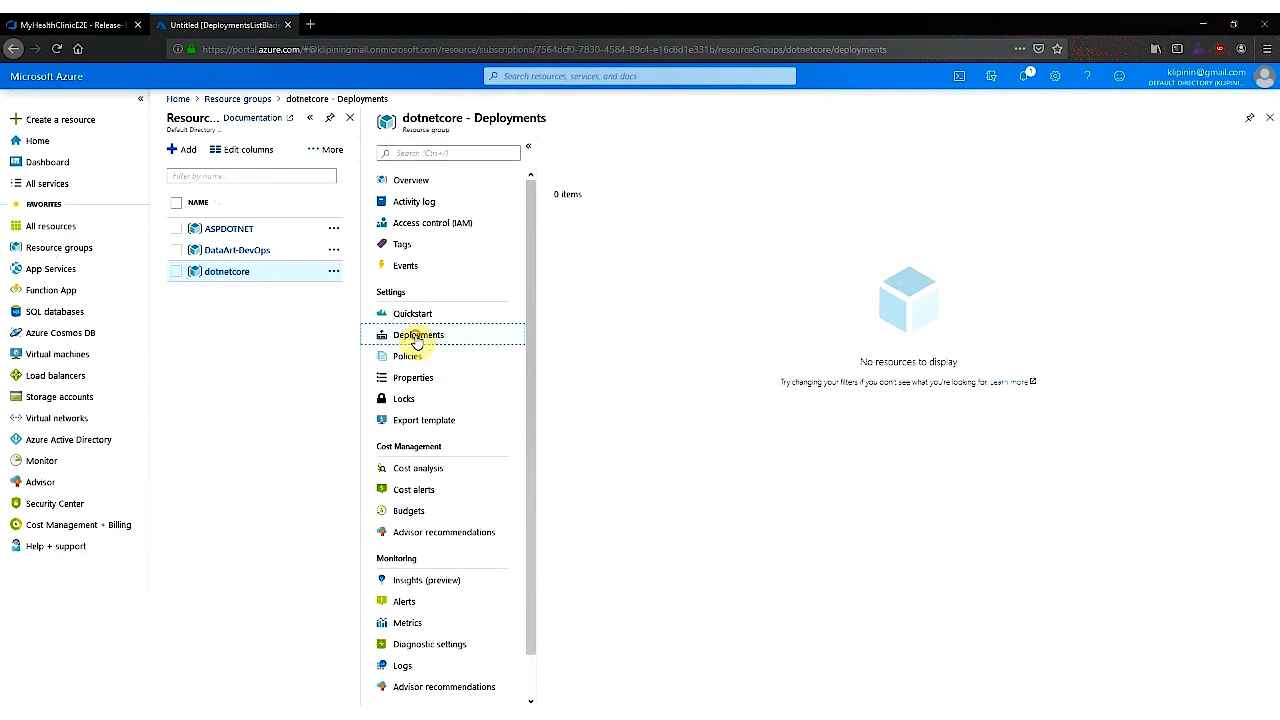 MyHealthClinicE2E - Release-
Untitled [DeploymentsListBlade
https://portal.azure.com/#@klipiningmail.onmicrosoft.com/resource/subscriptions/7564dcf0-7830-4584-89c4-e16c8d1e331b/resourceGroups/dotnetcore/deployments
Microsoft Azure
Search resources, services, and docs
1
klipinin@gmail.com
DEFAULT DIRECTORY (KLIPINI...
Create a resource
Home
Dashboard
All services
FAVORITES
All resources
Resource groups
App Services
Function App
SQL databases
Azure Cosmos DB
Virtual machines
Load balancers
Storage accounts
Virtual networks
Azure Active Directory
Monitor
Advisor
Security Center
Cost Management + Billing
Help + support
Home > Resource groups > dotnetcore - Deployments
Resourc... Documentation
Default Directory ...
Add Edit columns ... More
Filter by name...
NAME
ASPDOTNET
DataArt-DevOps
dotnetcore
dotnetcore - Deployments
Resource group
Search (Ctrl+/)
Overview
Activity log
Access control (IAM)
Tags
Events
Settings
Quickstart
Deployments
Policies
Properties
Locks
Export template
Cost Management
Cost analysis
Cost alerts
Budgets
Advisor recommendations
Monitoring
Insights (preview)
Alerts
Metrics
Diagnostic settings
Logs
Advisor recommendations
0 items
No resources to display
Try changing your filters if you don't see what you're looking for. Learn more